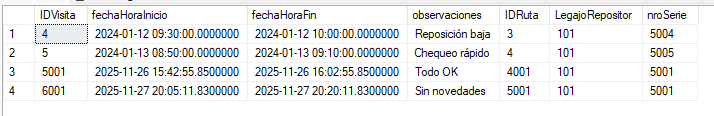 IDVisita fechaHoraInicio fechaHoraFin observaciones IDRuta LegajoRepositor nroSerie
1 4 2024-01-12 09:30:00.0000000 2024-01-12 10:00:00.0000000 Reposición baja 3 101 5004
2 5 2024-01-13 08:50:00.0000000 2024-01-13 09:10:00.0000000 Chequeo rápido 4 101 5005
3 5001 2025-11-26 15:42:55.8500000 2025-11-26 16:02:55.8500000 Todo OK 4001 101 5001
4 6001 2025-11-27 20:05:11.8300000 2025-11-27 20:20:11.8300000 Sin novedades 5001 101 5001